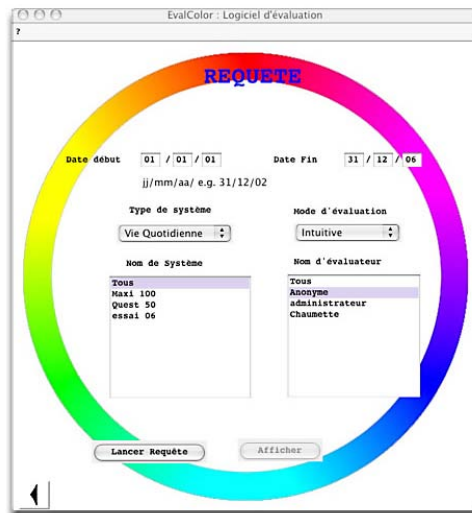 EvalColor : Logiciel d'évaluation
?
REQUETE
Date début 01 / 01 / 01 Date Fin 31 / 12 / 06
jj/mm/aa/ e.g. 31/12/02
Type de système Mode d'évaluation
Vie Quotidienne Intuitive
Nom de Système Nom d'évaluateur
Tous Tous
Maxi 100 Anonyme
Quest 50 administrateur
essai 06 Chaumette
Lancer Requête Afficher